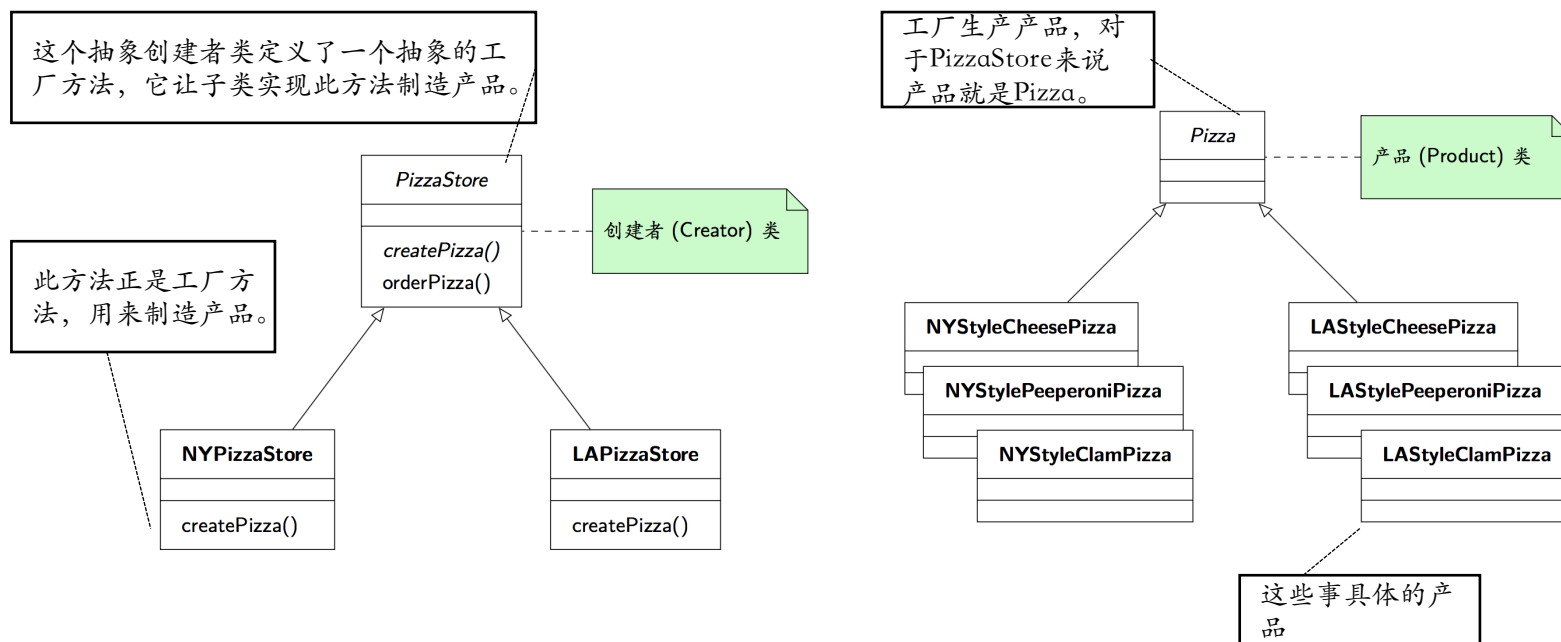 这个抽象创建者类定义了一个抽象的工
厂方法，它让子类实现此方法制造产品。
PizzaStore
createPizza()
orderPizza()
创建者 (Creator) 类
此方法正是工厂方
法，用来制造产品。
NYPizzaStore
createPizza()
LAPizzaStore
createPizza()
工厂生产产品，对
于PizzaStore来说
产品就是Pizza。
Pizza
产品 (Product) 类
NYStyleCheesePizza
NYStylePeeperoniPizza
NYStyleClamPizza
LAStyleCheesePizza
LAStylePeeperoniPizza
LAStyleClamPizza
这些事具体的产
品